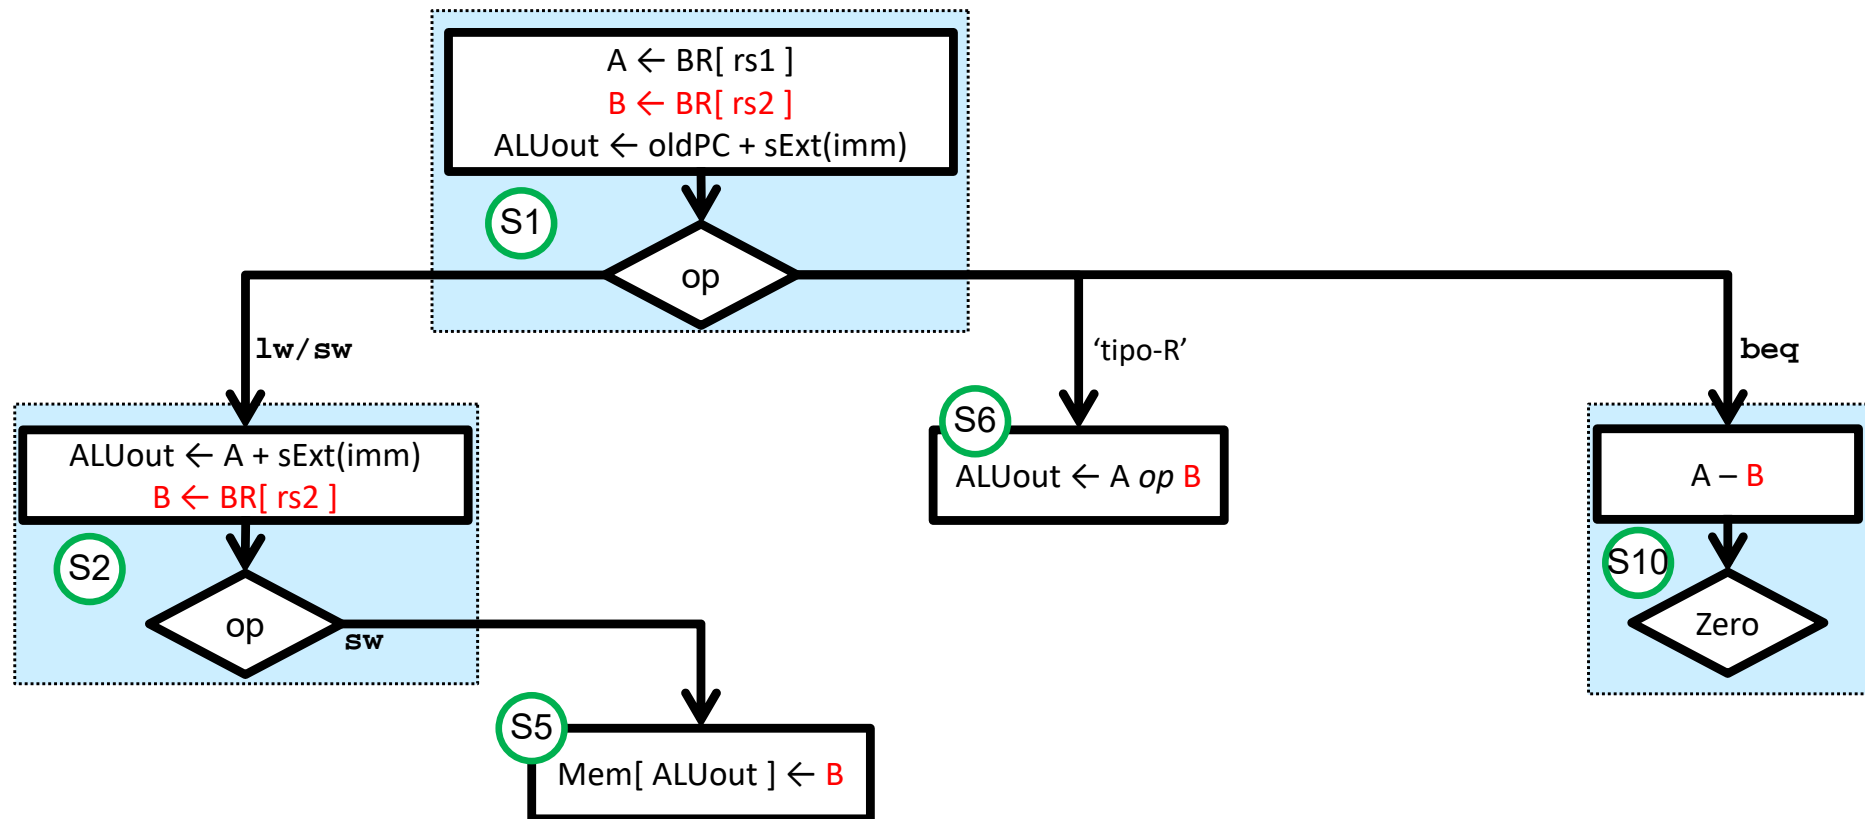 A ← BR[ rs1 ]
B ← BR[ rs2 ]
ALUout ← oldPC + sExt(imm)
S1
op
lw/sw
‘tipo-R’
beq
ALUout ← A + sExt(imm)
B ← BR[ rs2 ]
S2
op
sw
S6
ALUout ← A op B
A – B
S10
Zero
S5
Mem[ ALUout ] ← B